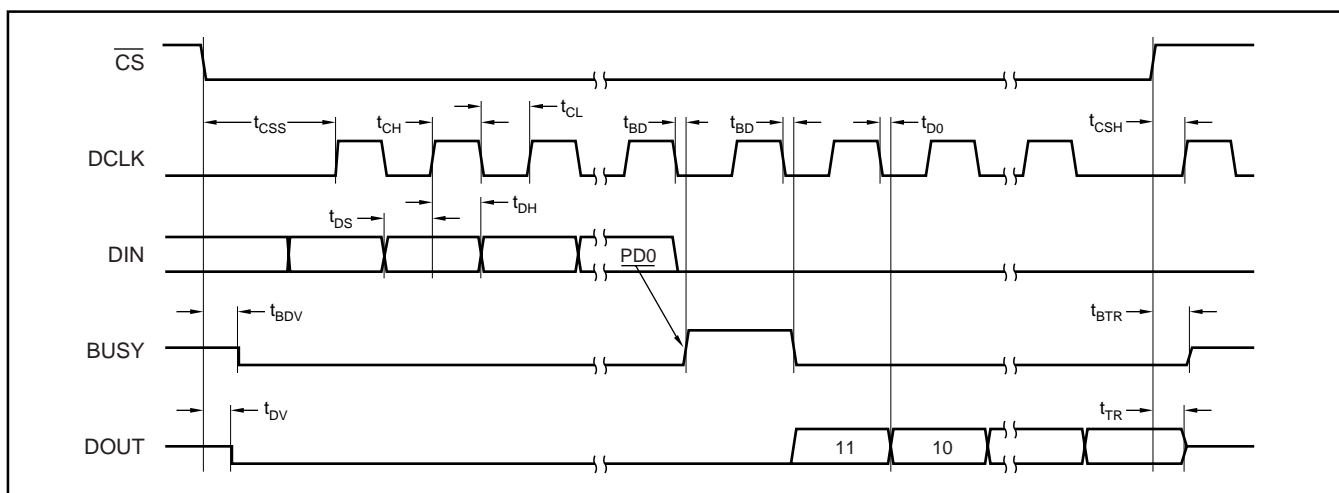 CS
tCSS
tCH
tCL
tBD
tBD
tD0
tCSH
DCLK
tDS
tDH
DIN
PD0
tBDV
tBTR
BUSY
tDV
tTR
DOUT
11
10